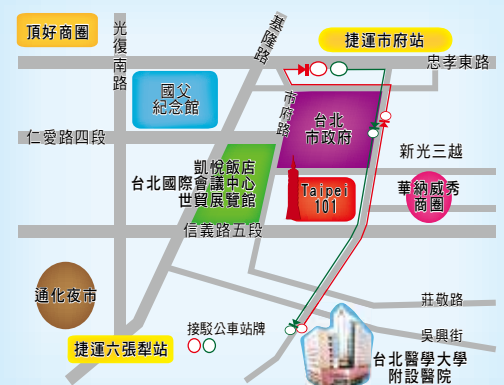 頂好商圈
光復南路
基隆路
捷運市府站
忠孝東路
國父
紀念館
市府路
台北
市政府
仁愛路四段
新光三越
凱悅飯店
台北國際會議中心
世貿展覽館
Taipei
101
華納威秀
商圈
信義路五段
通化夜市
莊敬路
接駁公車站牌
吳興街
捷運六張犁站
台北醫學大學
附設醫院